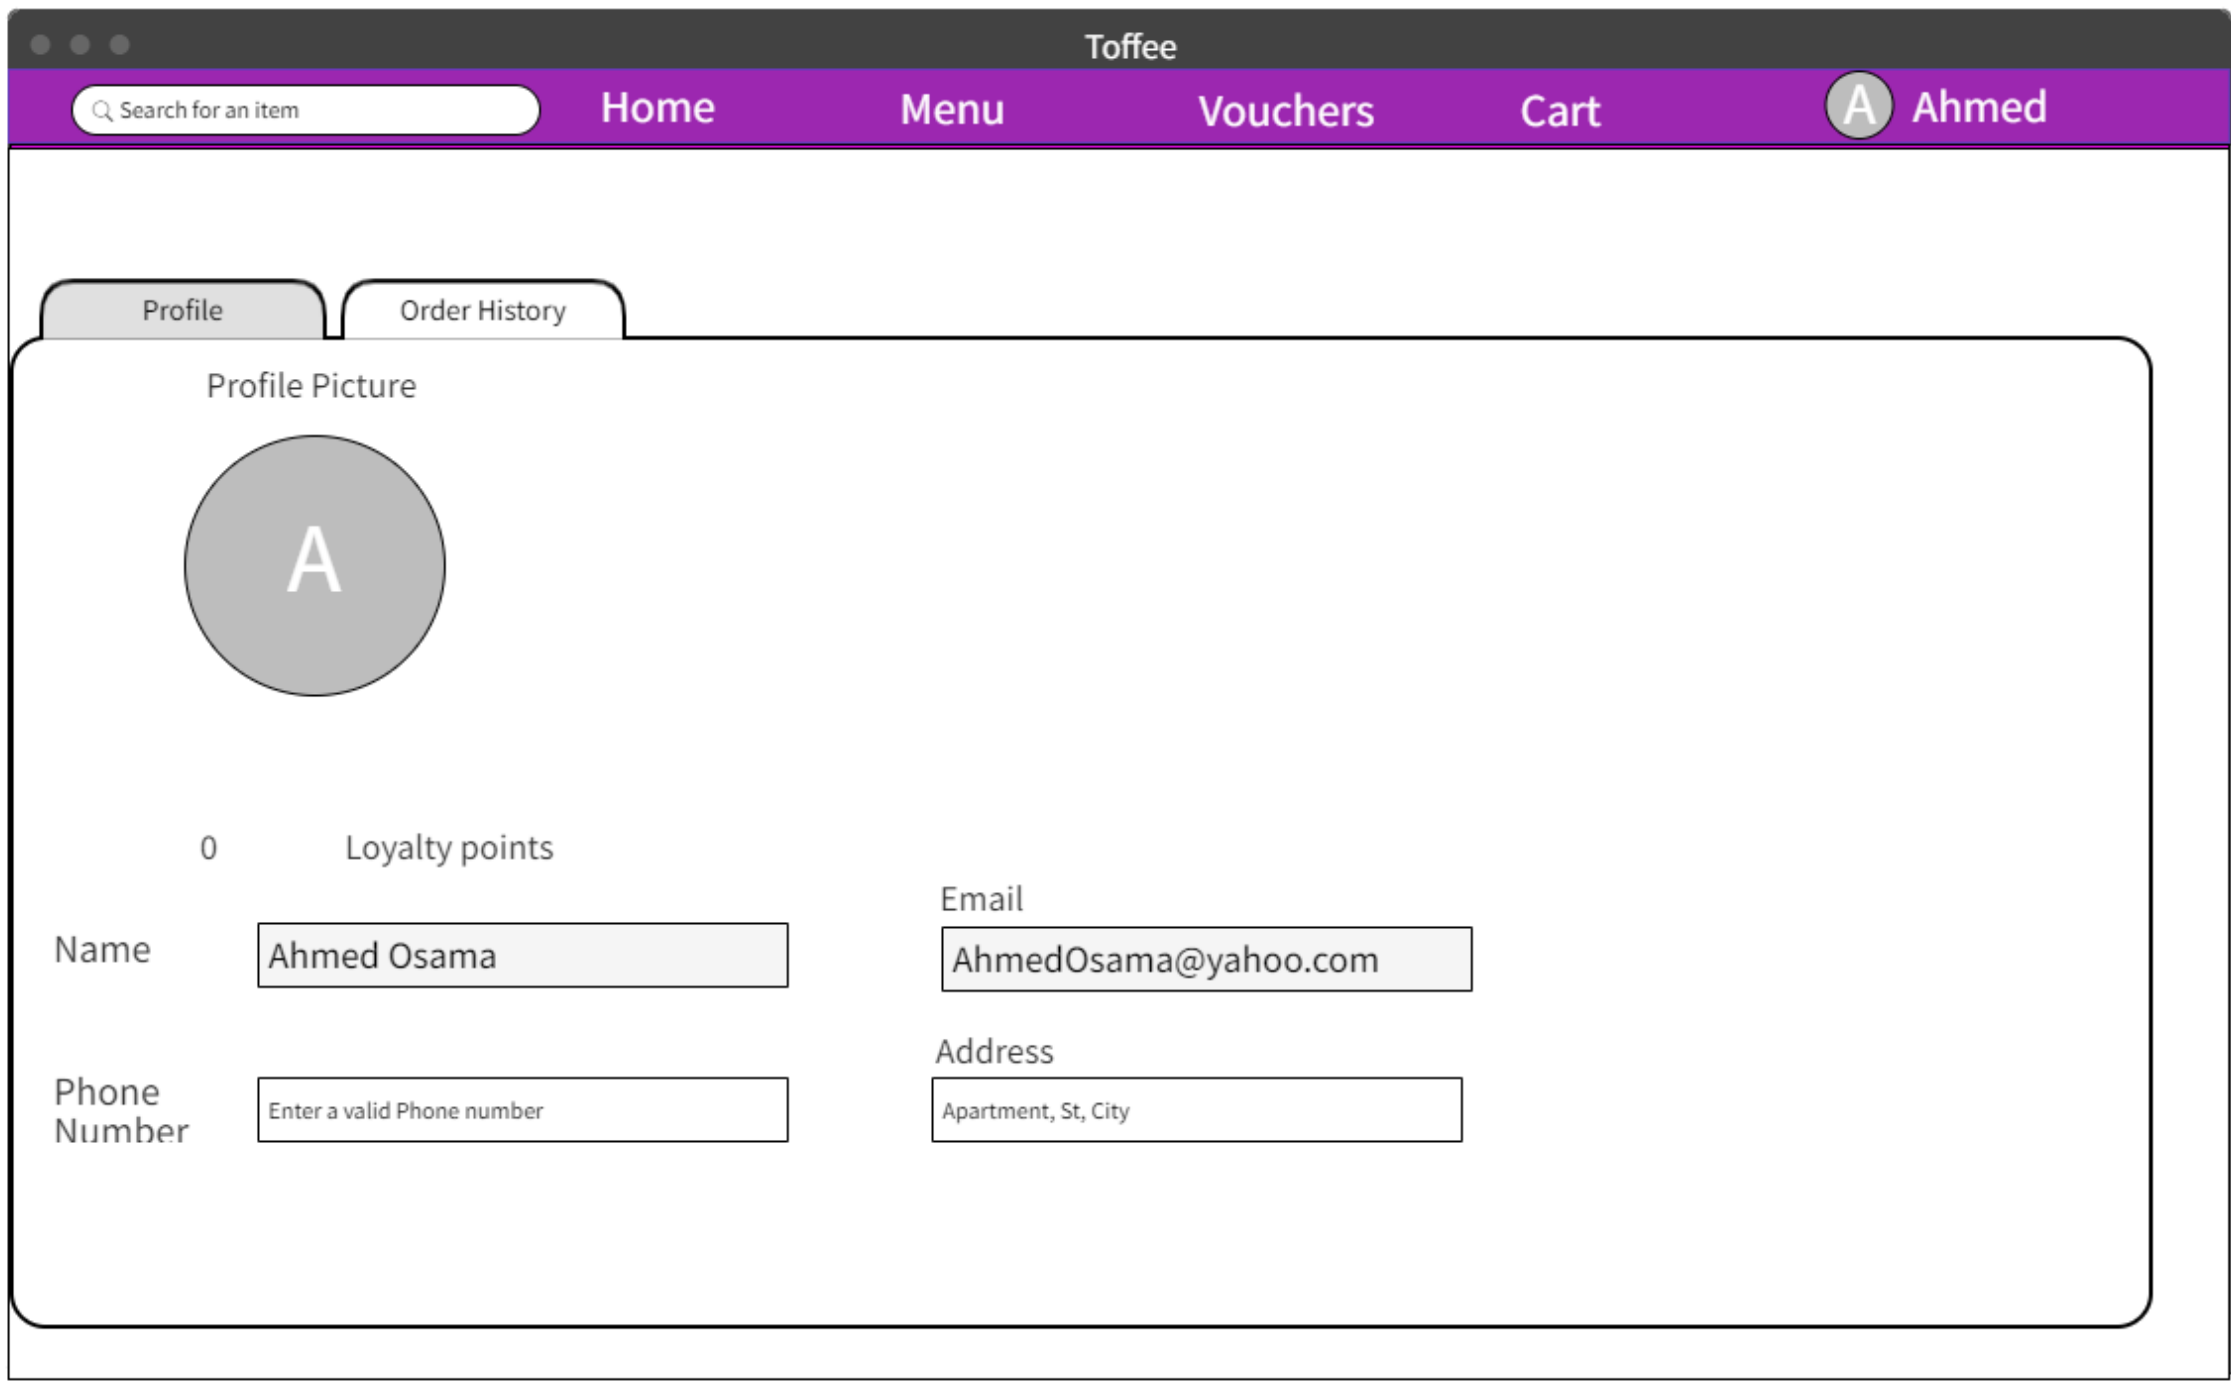 Toffee
Search for an item
Home
Menu
Vouchers
Cart
A
Ahmed
Profile
Order History
Profile Picture
A
0
Loyalty points
Name
Ahmed Osama
Email
AhmedOsama@yahoo.com
Phone
Number
Enter a valid Phone number
Address
Apartment, St, City